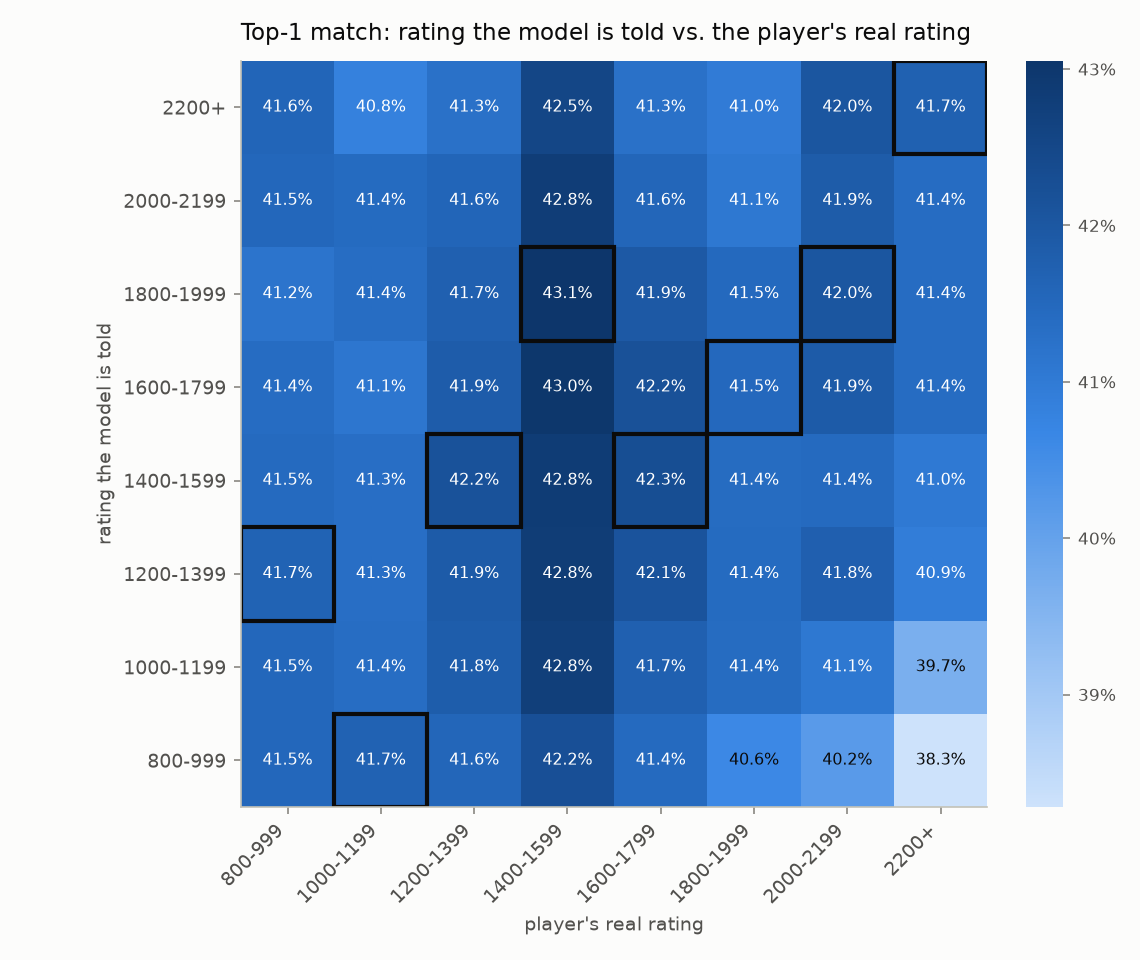 Top-1 match: rating the model is told vs. the player's real rating
2200+ 41.6% 40.8% 41.3% 42.5% 41.3% 41.0% 42.0% 41.7%
2000-2199 41.5% 41.4% 41.6% 42.8% 41.6% 41.1% 41.9% 41.4%
1800-1999 41.2% 41.4% 41.7% 43.1% 41.9% 41.5% 42.0% 41.4%
1600-1799 41.4% 41.1% 41.9% 43.0% 42.2% 41.5% 41.9% 41.4%
1400-1599 41.5% 41.3% 42.2% 42.8% 42.3% 41.4% 41.4% 41.0%
1200-1399 41.7% 41.3% 41.9% 42.8% 42.1% 41.4% 41.8% 40.9%
1000-1199 41.5% 41.4% 41.8% 42.8% 41.7% 41.4% 41.1% 39.7%
800-999 41.5% 41.7% 41.6% 42.2% 41.4% 40.6% 40.2% 38.3%
rating the model is told
800-999 1000-1199 1200-1399 1400-1599 1600-1799 1800-1999 2000-2199 2200+
player's real rating
43%
42%
41%
40%
39%